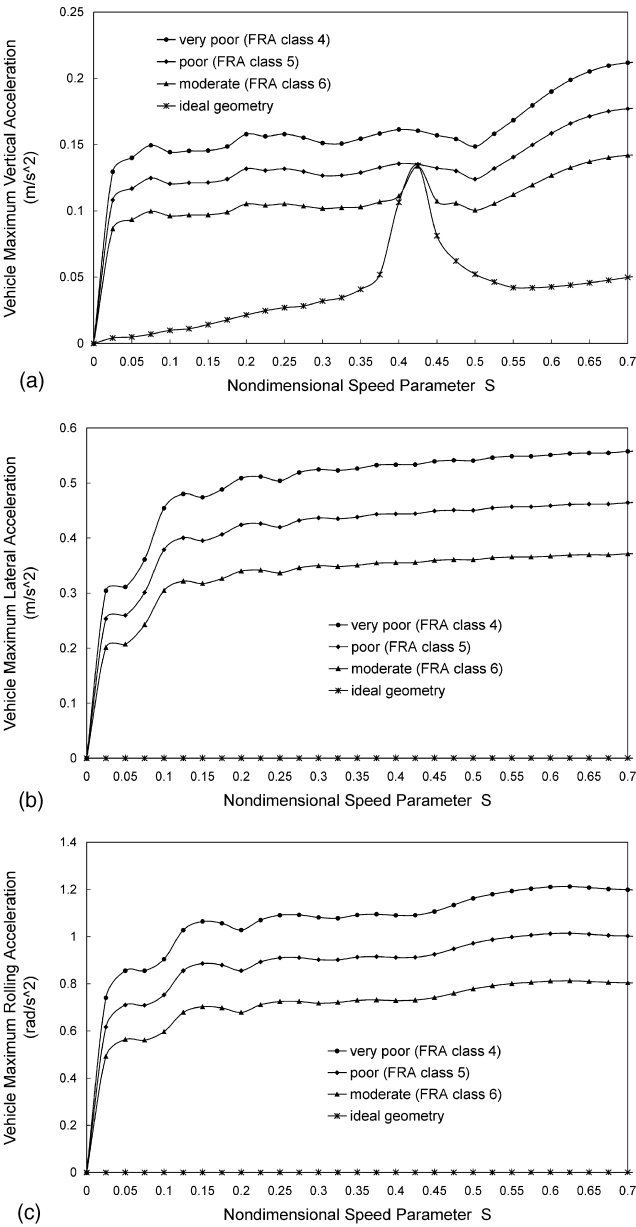 very poor (FRA class 4)
poor (FRA class 5)
moderate (FRA class 6)
ideal geometry
Vehicle Maximum Vertical Acceleration
(m/s^2)
0.25
0.2
0.15
0.1
0.05
0
0 0.05 0.1 0.15 0.2 0.25 0.3 0.35 0.4 0.45 0.5 0.55 0.6 0.65 0.7
(a)
Nondimensional Speed Parameter S
Vehicle Maximum Lateral Acceleration
(m/s^2)
0.6
0.5
0.4
0.3
0.2
0.1
0
very poor (FRA class 4)
poor (FRA class 5)
moderate (FRA class 6)
ideal geometry
0 0.05 0.1 0.15 0.2 0.25 0.3 0.35 0.4 0.45 0.5 0.55 0.6 0.65 0.7
(b)
Nondimensional Speed Parameter S
Vehicle Maximum Rolling Acceleration
(rad/s^2)
1.4
1.2
1
0.8
0.6
0.4
0.2
0
very poor (FRA class 4)
poor (FRA class 5)
moderate (FRA class 6)
ideal geometry
0 0.05 0.1 0.15 0.2 0.25 0.3 0.35 0.4 0.45 0.5 0.55 0.6 0.65 0.7
(c)
Nondimensional Speed Parameter S